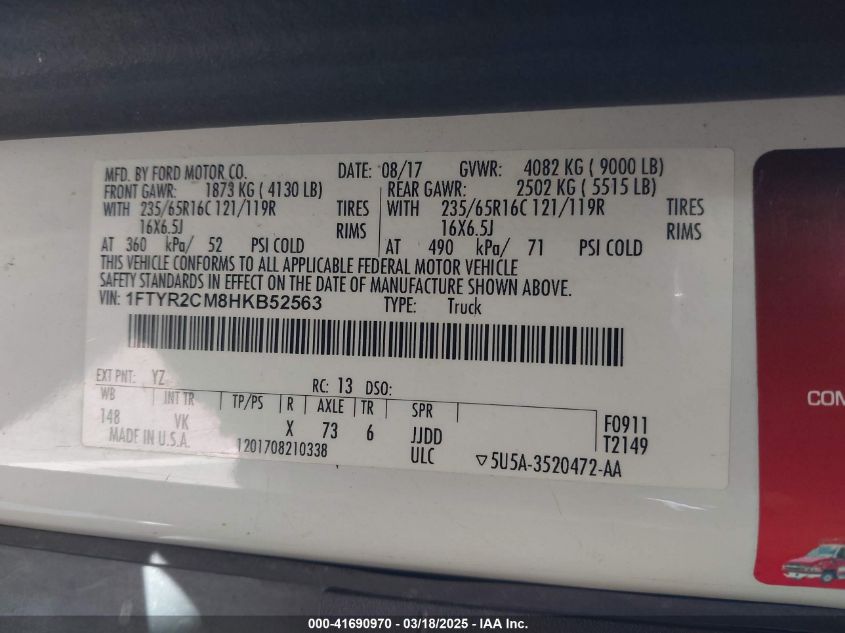 MFD. BY FORD MOTOR CO. DATE: 08/17 GVWR: 4082 KG ( 9000 LB)
FRONT GAWR: 1873 KG ( 4130 LB) REAR GAWR: 2502 KG ( 5515 LB)
WITH 235/65R16C 121/119R TIRES WITH 235/65R16C 121/119R TIRES
16X6.5J RIMS 16X6.5J RIMS
AT 360 kPa/ 52 PSI COLD AT 490 kPa/ 71 PSI COLD
THIS VEHICLE CONFORMS TO ALL APPLICABLE FEDERAL MOTOR VEHICLE
SAFETY STANDARDS IN EFFECT ON THE DATE OF MANUFACTURE SHOWN ABOVE.
VIN: 1FTYR2CM8HKB52563 TYPE: Truck
EXT PNT: YZ RC: 13 DSO:
WB INT TR TP/PS R AXLE TR SPR F0911
148 VK X 73 6 JJDD T2149
MADE IN U.S.A. 1201708210338 ULC ▽5U5A-3520472-AA
COM
000-41690970 - 03/18/2025 - IAA Inc.